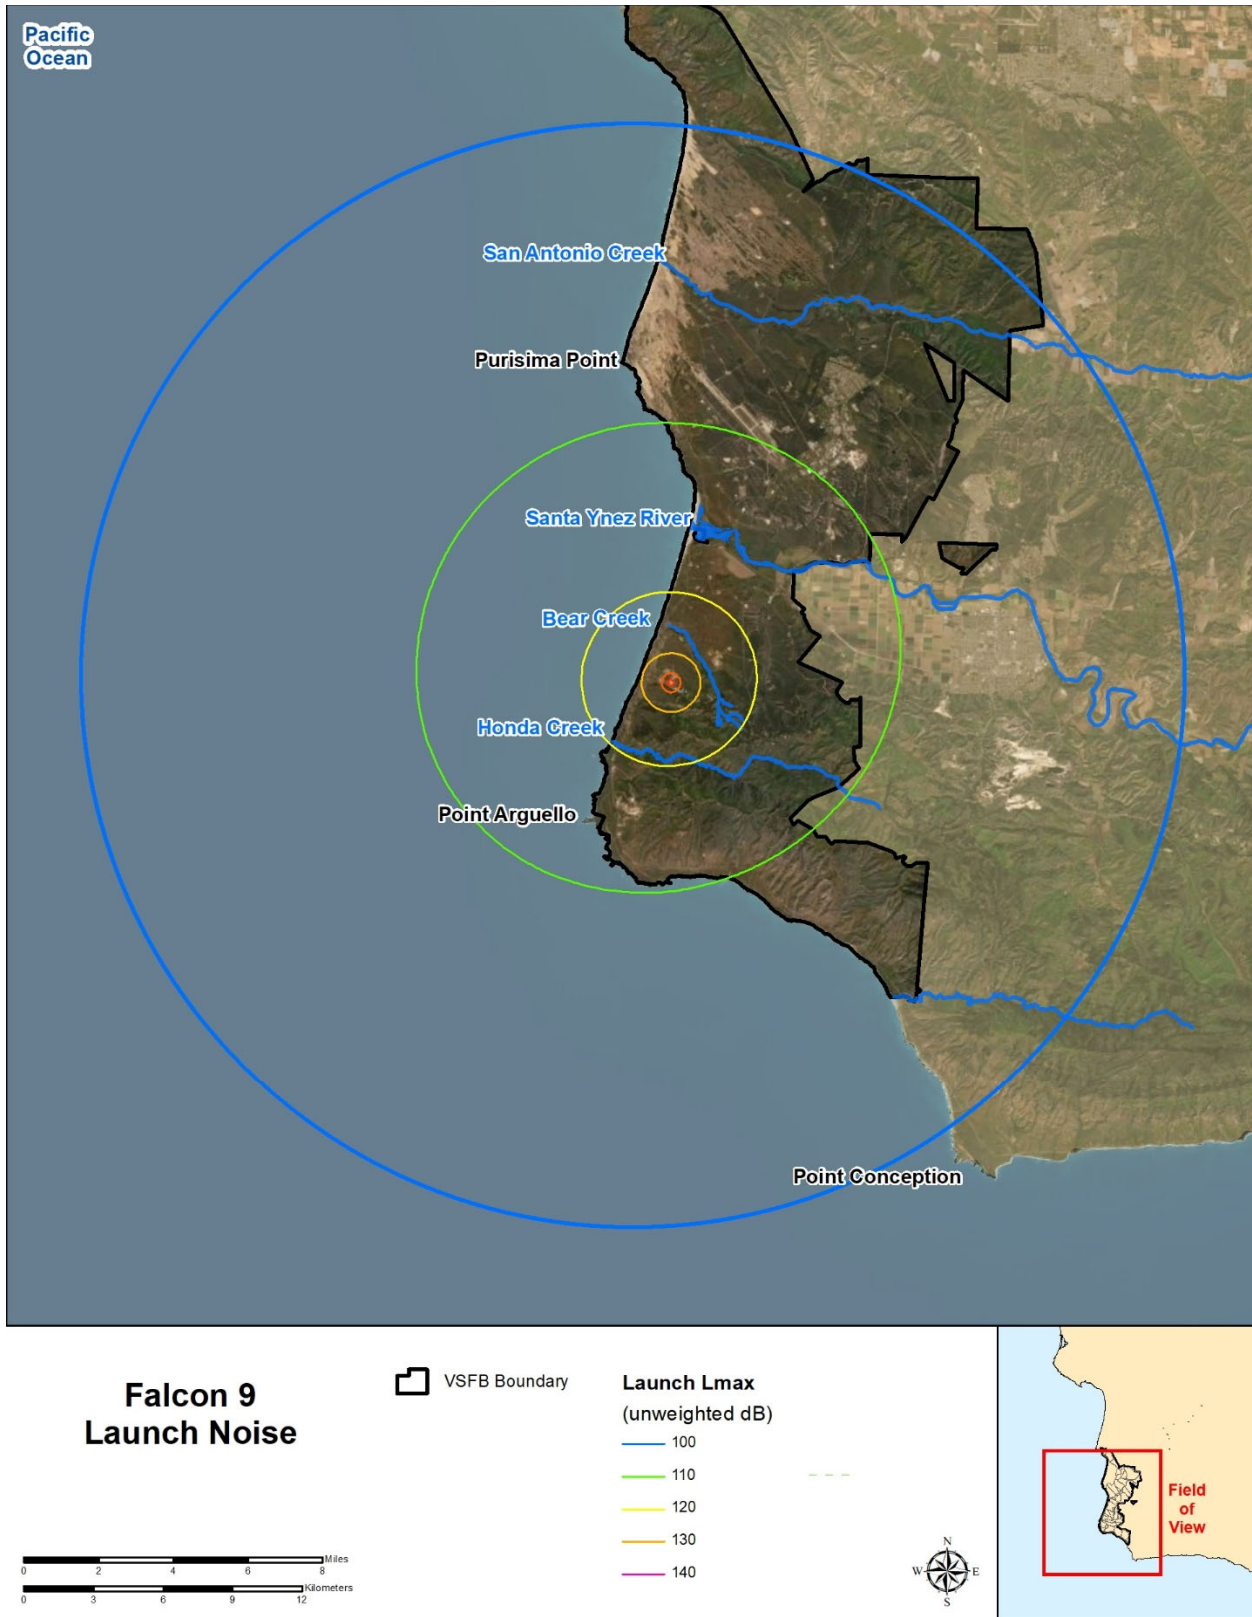 Pacific
Ocean
San Antonio Creek
Purisima Point
Santa Ynez River
Bear Creek
Honda Creek
Point Arguello
Point Conception
Falcon 9
Launch Noise
VSFB Boundary
Launch Lmax
(unweighted dB)
100
110
120
130
140
Miles
0 2 4 6 8
Kilometers
0 3 6 9 12
N
W E
S
Field
of
View